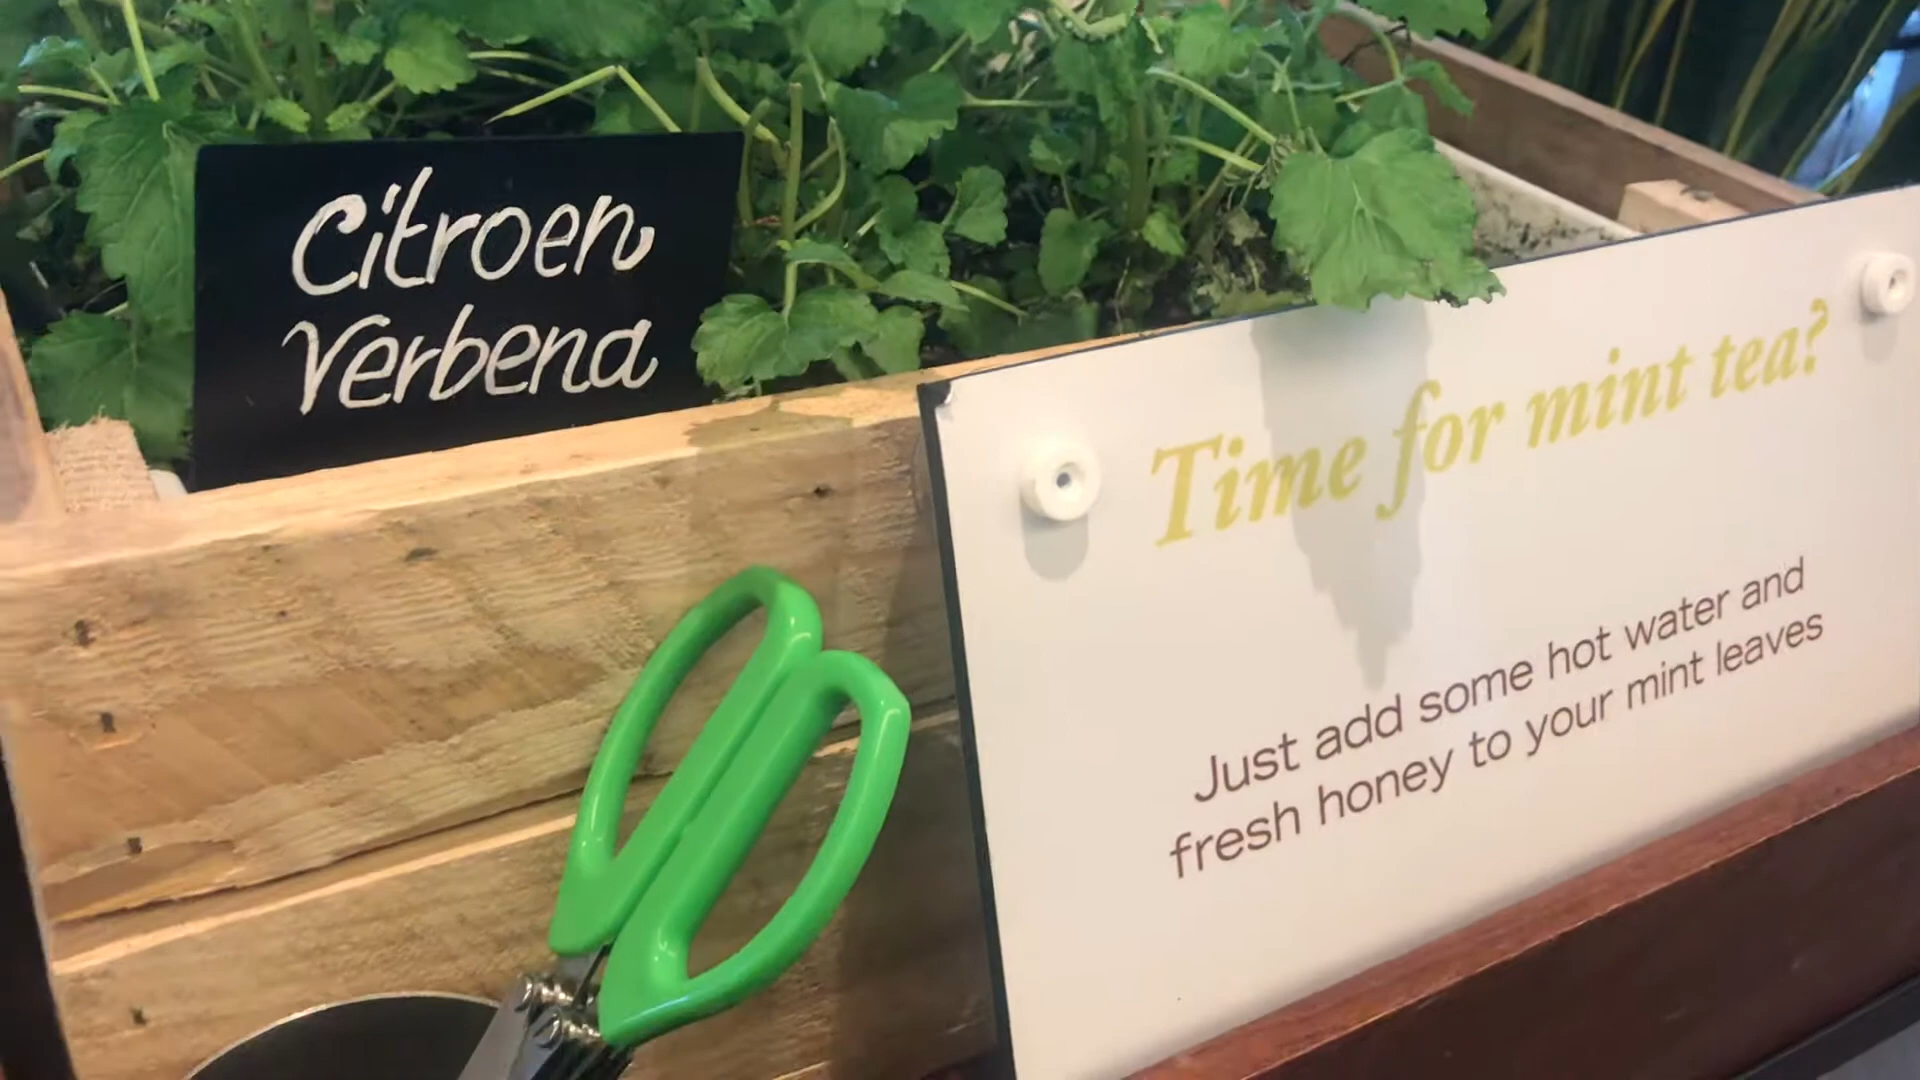 Citroen
Verbena
Time for mint tea?
Just add some hot water and
fresh honey to your mint leaves